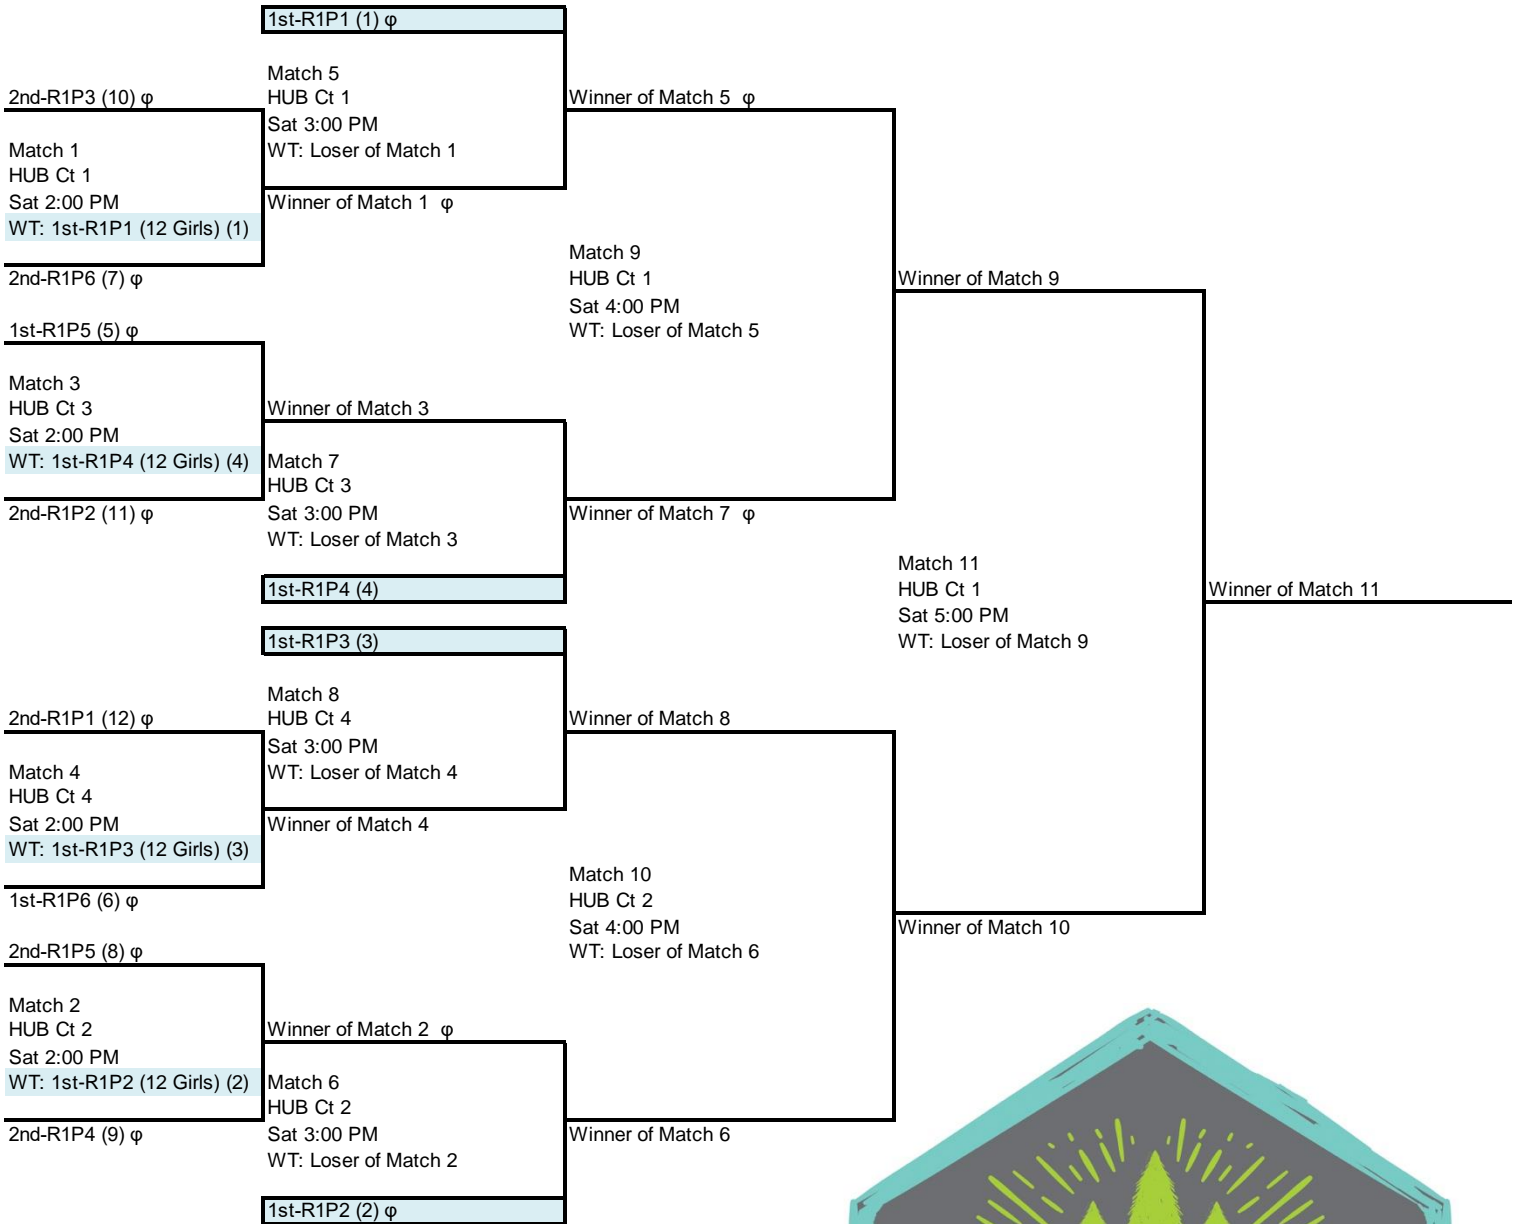 1st-R1P1 (1) φ
Match 5
2nd-R1P3 (10) φ
HUB Ct 1
Winner of Match 5 φ
Sat 3:00 PM
Match 1
WT: Loser of Match 1
HUB Ct 1
Sat 2:00 PM
Winner of Match 1 φ
WT: 1st-R1P1 (12 Girls) (1)
Match 9
2nd-R1P6 (7) φ
HUB Ct 1
Winner of Match 9
Sat 4:00 PM
1st-R1P5 (5) φ
WT: Loser of Match 5
Match 3
HUB Ct 3
Winner of Match 3
Sat 2:00 PM
WT: 1st-R1P4 (12 Girls) (4)
Match 7
HUB Ct 3
2nd-R1P2 (11) φ
Sat 3:00 PM
Winner of Match 7 φ
WT: Loser of Match 3
Match 11
1st-R1P4 (4)
HUB Ct 1
Winner of Match 11
Sat 5:00 PM
1st-R1P3 (3)
WT: Loser of Match 9
Match 8
2nd-R1P1 (12) φ
HUB Ct 4
Winner of Match 8
Sat 3:00 PM
Match 4
WT: Loser of Match 4
HUB Ct 4
Sat 2:00 PM
Winner of Match 4
WT: 1st-R1P3 (12 Girls) (3)
Match 10
1st-R1P6 (6) φ
HUB Ct 2
Sat 4:00 PM
Winner of Match 10
2nd-R1P5 (8) φ
WT: Loser of Match 6
Match 2
HUB Ct 2
Winner of Match 2 φ
Sat 2:00 PM
WT: 1st-R1P2 (12 Girls) (2)
Match 6
HUB Ct 2
2nd-R1P4 (9) φ
Sat 3:00 PM
Winner of Match 6
WT: Loser of Match 2
1st-R1P2 (2) φ